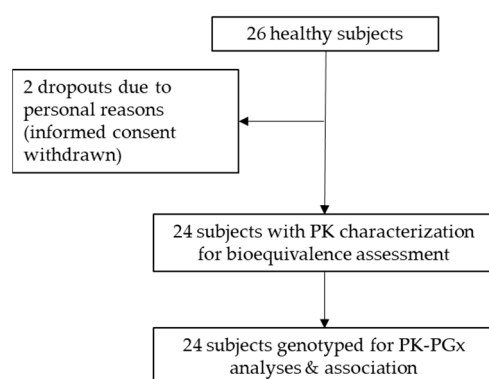 26 healthy subjects
2 dropouts due to
personal reasons
(informed consent
withdrawn)
24 subjects with PK characterization
for bioequivalence assessment
24 subjects genotyped for PK-PGx
analyses & association